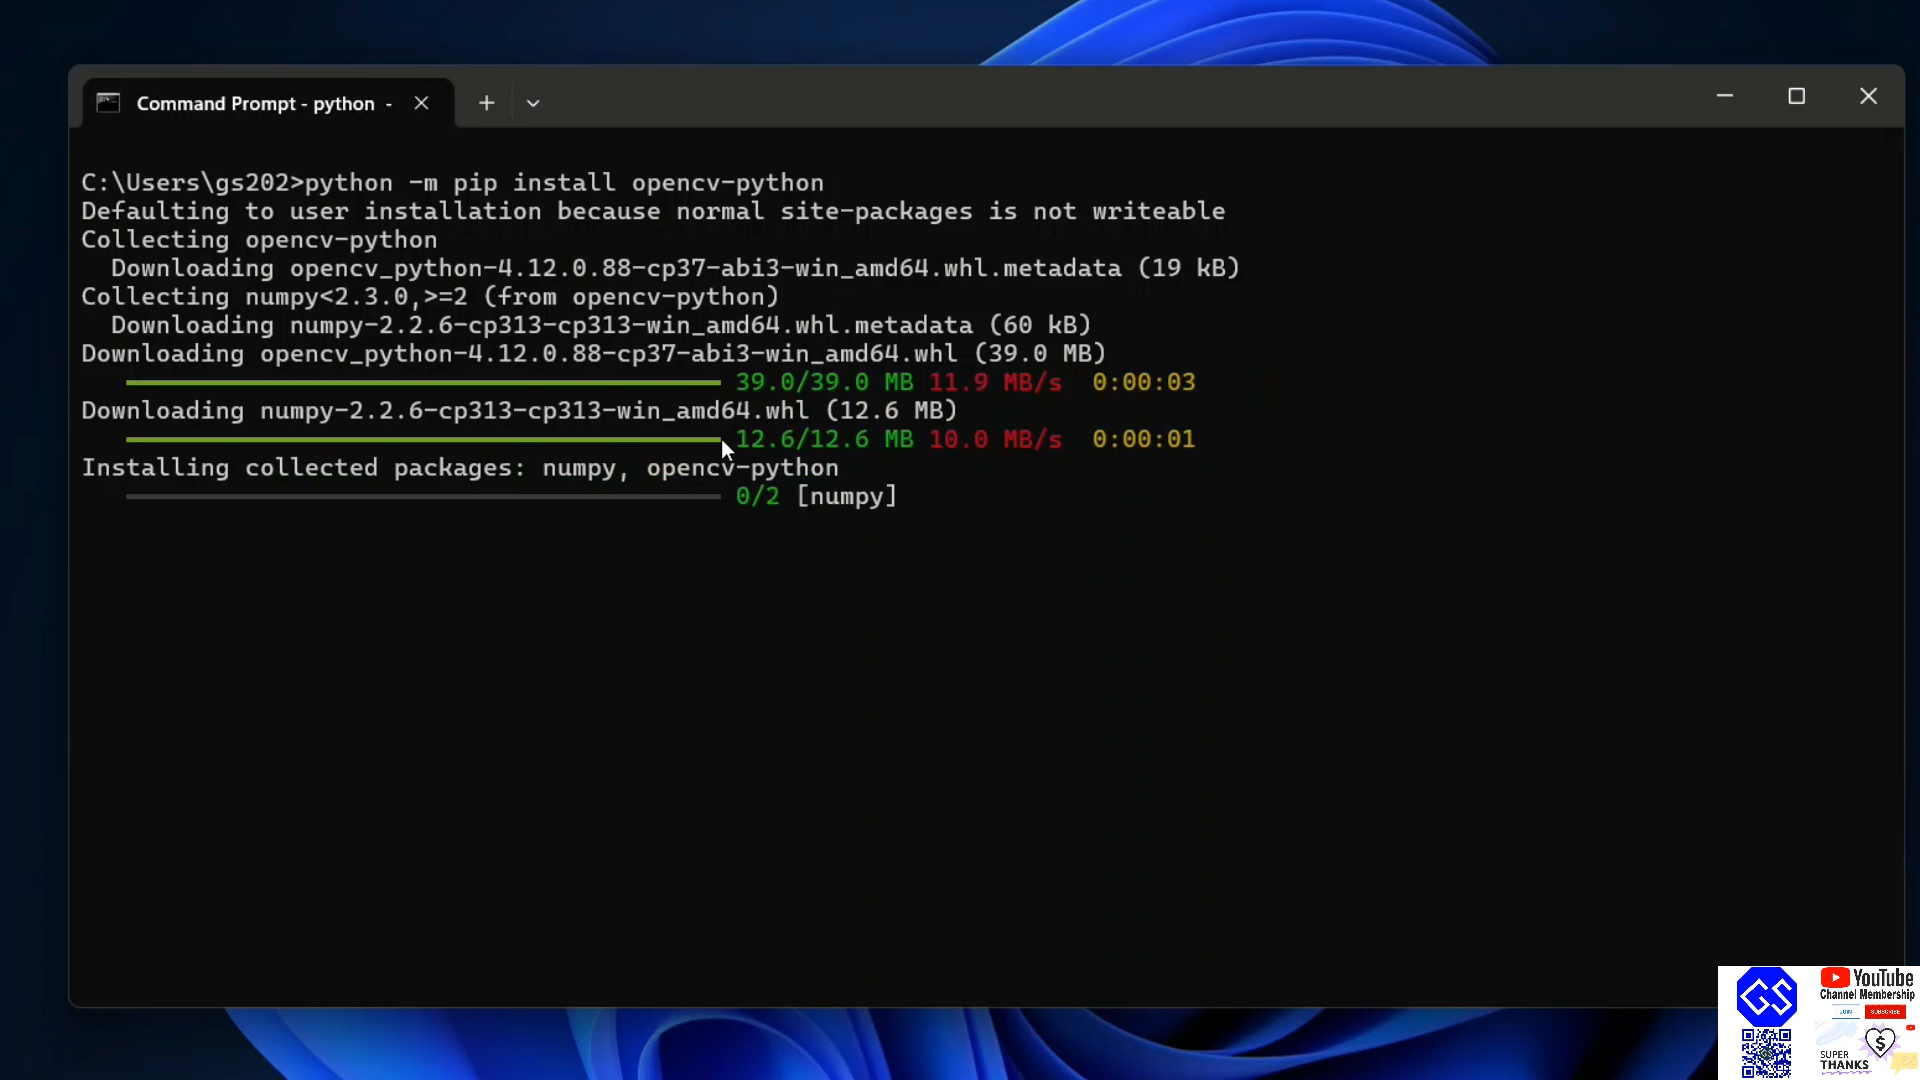 Command Prompt - python -
C:\Users\gs202>python -m pip install opencv-python
Defaulting to user installation because normal site-packages is not writeable
Collecting opencv-python
  Downloading opencv_python-4.12.0.88-cp37-abi3-win_amd64.whl.metadata (19 kB)
Collecting numpy<2.3.0,>=2 (from opencv-python)
  Downloading numpy-2.2.6-cp313-cp313-win_amd64.whl.metadata (60 kB)
Downloading opencv_python-4.12.0.88-cp37-abi3-win_amd64.whl (39.0 MB)
39.0/39.0 MB 11.9 MB/s 0:00:03
Downloading numpy-2.2.6-cp313-cp313-win_amd64.whl (12.6 MB)
12.6/12.6 MB 10.0 MB/s 0:00:01
Installing collected packages: numpy, opencv-python
0/2 [numpy]
GS
YouTube
Channel Membership
JOIN SUBSCRIBE
SUPER
THANKS
$